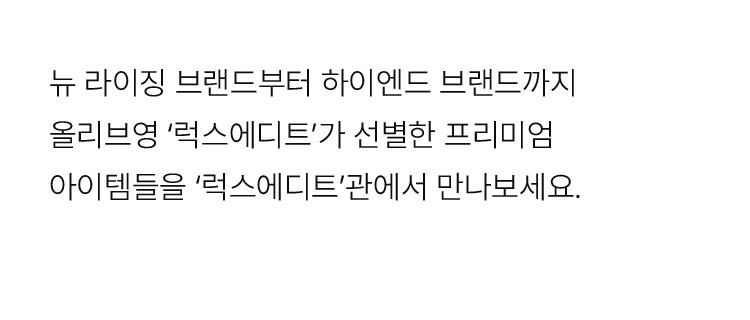 뉴 라이징 브랜드부터 하이엔드 브랜드까지
올리브영 ‘럭스에디트’가 선별한 프리미엄
아이템들을 ‘럭스에디트’관에서 만나보세요.